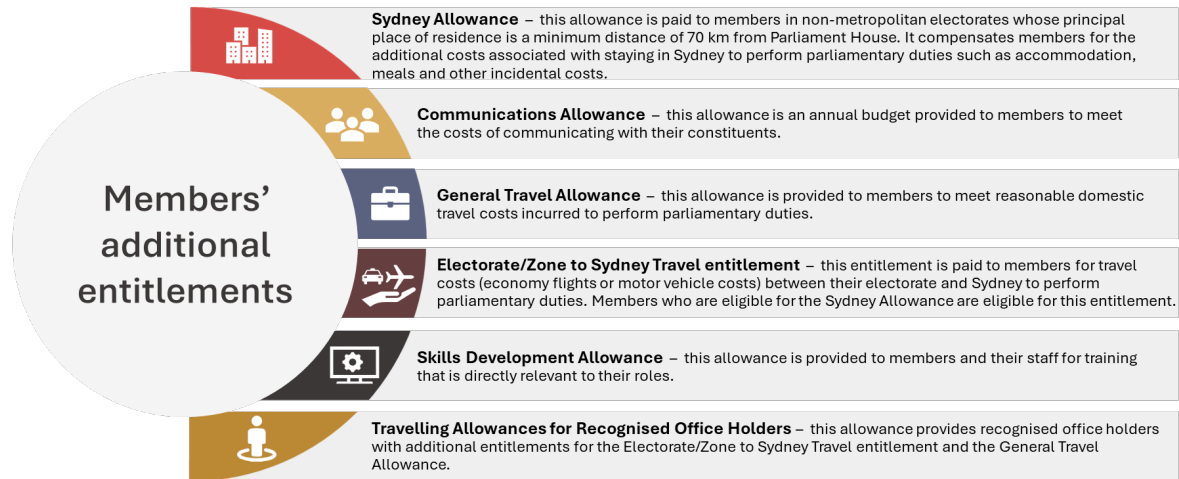 Members’
additional
entitlements
Sydney Allowance – this allowance is paid to members in non-metropolitan electorates whose principal
place of residence is a minimum distance of 70 km from Parliament House. It compensates members for the
additional costs associated with staying in Sydney to perform parliamentary duties such as accommodation,
meals and other incidental costs.
Communications Allowance – this allowance is an annual budget provided to members to meet
the costs of communicating with their constituents.
General Travel Allowance – this allowance is provided to members to meet reasonable domestic
travel costs incurred to perform parliamentary duties.
Electorate/Zone to Sydney Travel entitlement – this entitlement is paid to members for travel
costs (economy flights or motor vehicle costs) between their electorate and Sydney to perform
parliamentary duties. Members who are eligible for the Sydney Allowance are eligible for this entitlement.
Skills Development Allowance – this allowance is provided to members and their staff for training
that is directly relevant to their roles.
Travelling Allowances for Recognised Office Holders – this allowance provides recognised office holders
with additional entitlements for the Electorate/Zone to Sydney Travel entitlement and the General Travel
Allowance.